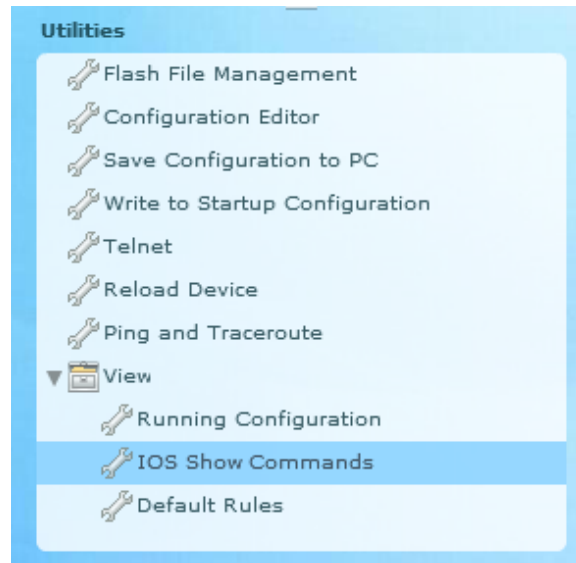 Utilities
Flash File Management
Configuration Editor
Save Configuration to PC
Write to Startup Configuration
Telnet
Reload Device
Ping and Traceroute
View
Running Configuration
IOS Show Commands
Default Rules